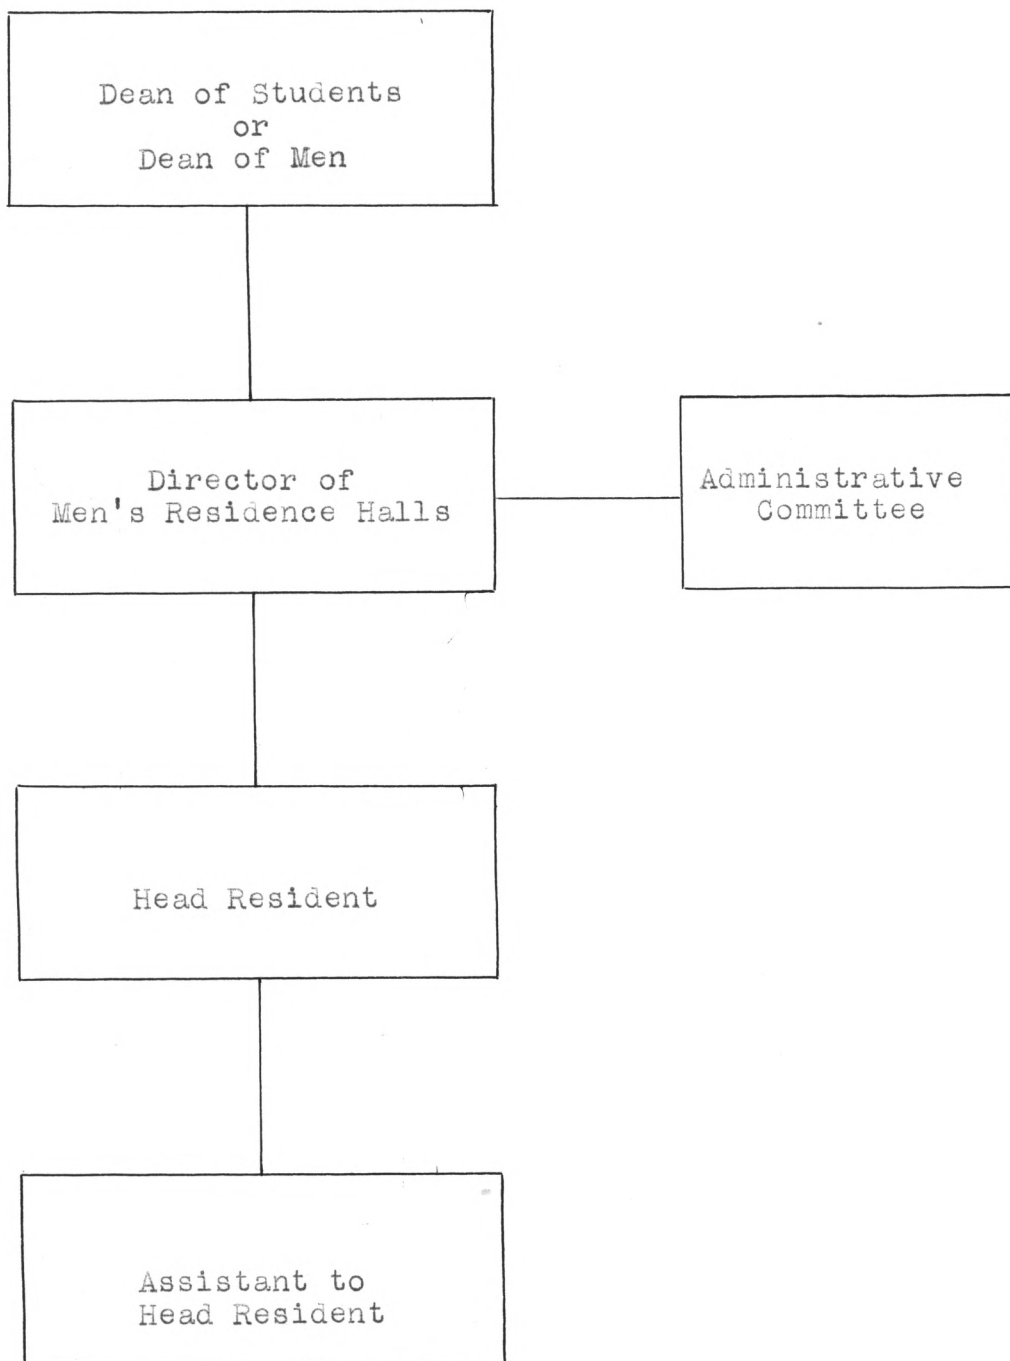 Dean of Students
or
Dean of Men
Director of
Men's Residence Halls
Administrative
Committee
Head Resident
Assistant to
Head Resident